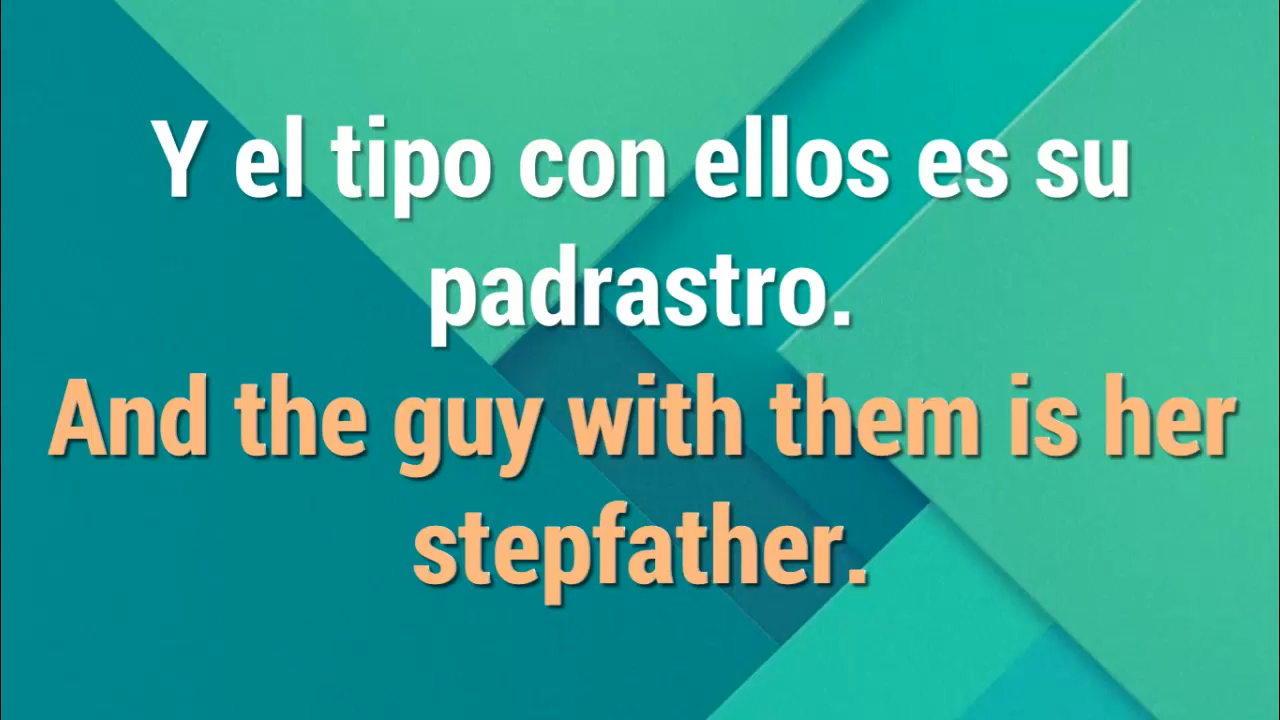 Y el tipo con ellos es su
padrastro.
And the guy with them is her
stepfather.